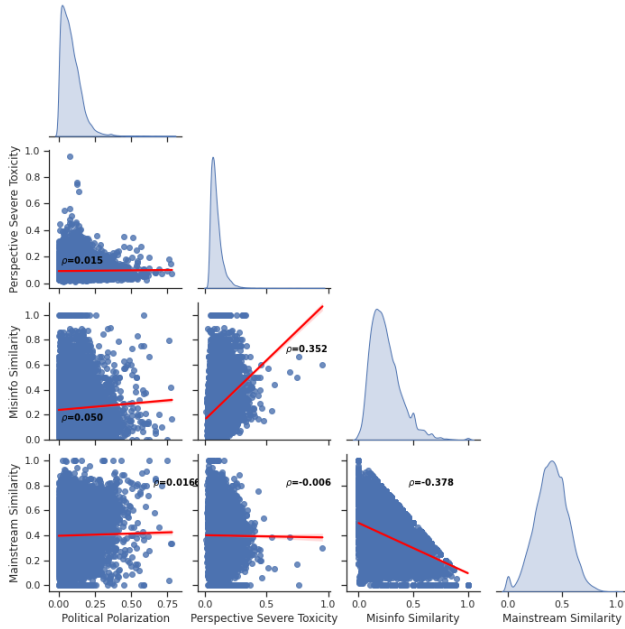 1.0
0.8
0.6
0.4
0.2
0.0
Perspective Severe Toxicity
ρ=0.015
1.0
0.8
0.6
0.4
0.2
0.0
Misinfo Similarity
ρ=0.050
ρ=0.352
1.0
0.8
0.6
0.4
0.2
0.0
Mainstream Similarity
ρ=0.016
ρ=-0.006
ρ=-0.378
0.00 0.25 0.50 0.75
0.0 0.5 1.0
0.0 0.5 1.0
0.0 0.5 1.0
Political Polarization
Perspective Severe Toxicity
Misinfo Similarity
Mainstream Similarity